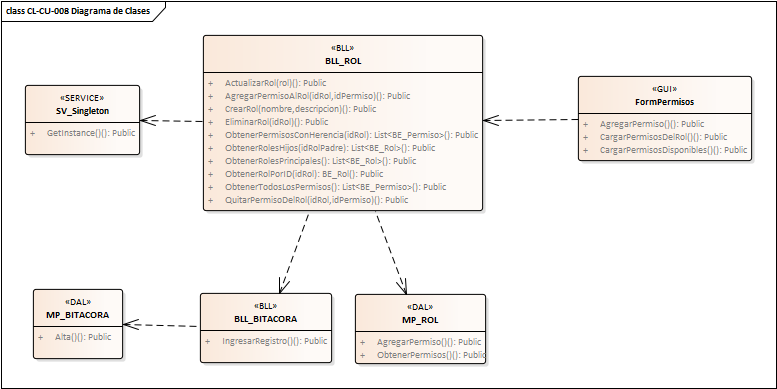 class CL-CU-008 Diagrama de Clases
«BLL»
BLL_ROL
+ ActualizarRol(rol)(): Public
+ AgregarPermisoAlRol(idRol,idPermiso)(): Public
+ CrearRol(nombre,descripcion)(): Public
+ EliminarRol(idRol)(): Public
+ ObtenerPermisosConHerencia(idRol): List<BE_Permiso>(): Public
+ ObtenerRolesHijos(idRolPadre): List<BE_Rol>(): Public
+ ObtenerRolesPrincipales(): List<BE_Rol>(): Public
+ ObtenerRolPorID(idRol): BE_Rol(): Public
+ ObtenerTodosLosPermisos(): List<BE_Permiso>(): Public
+ QuitarPermisoDelRol(idRol,idPermiso)(): Public
«SERVICE»
SV_Singleton
+ GetInstance()(): Public
«GUI»
FormPermisos
+ AgregarPermiso()(): Public
+ CargarPermisosDelRol()(): Public
+ CargarPermisosDisponibles()(): Public
«DAL»
MP_BITACORA
+ Alta()(): Public
«BLL»
BLL_BITACORA
+ IngresarRegistro()(): Public
«DAL»
MP_ROL
+ AgregarPermiso()(): Public
+ ObtenerPermisos()(): Public